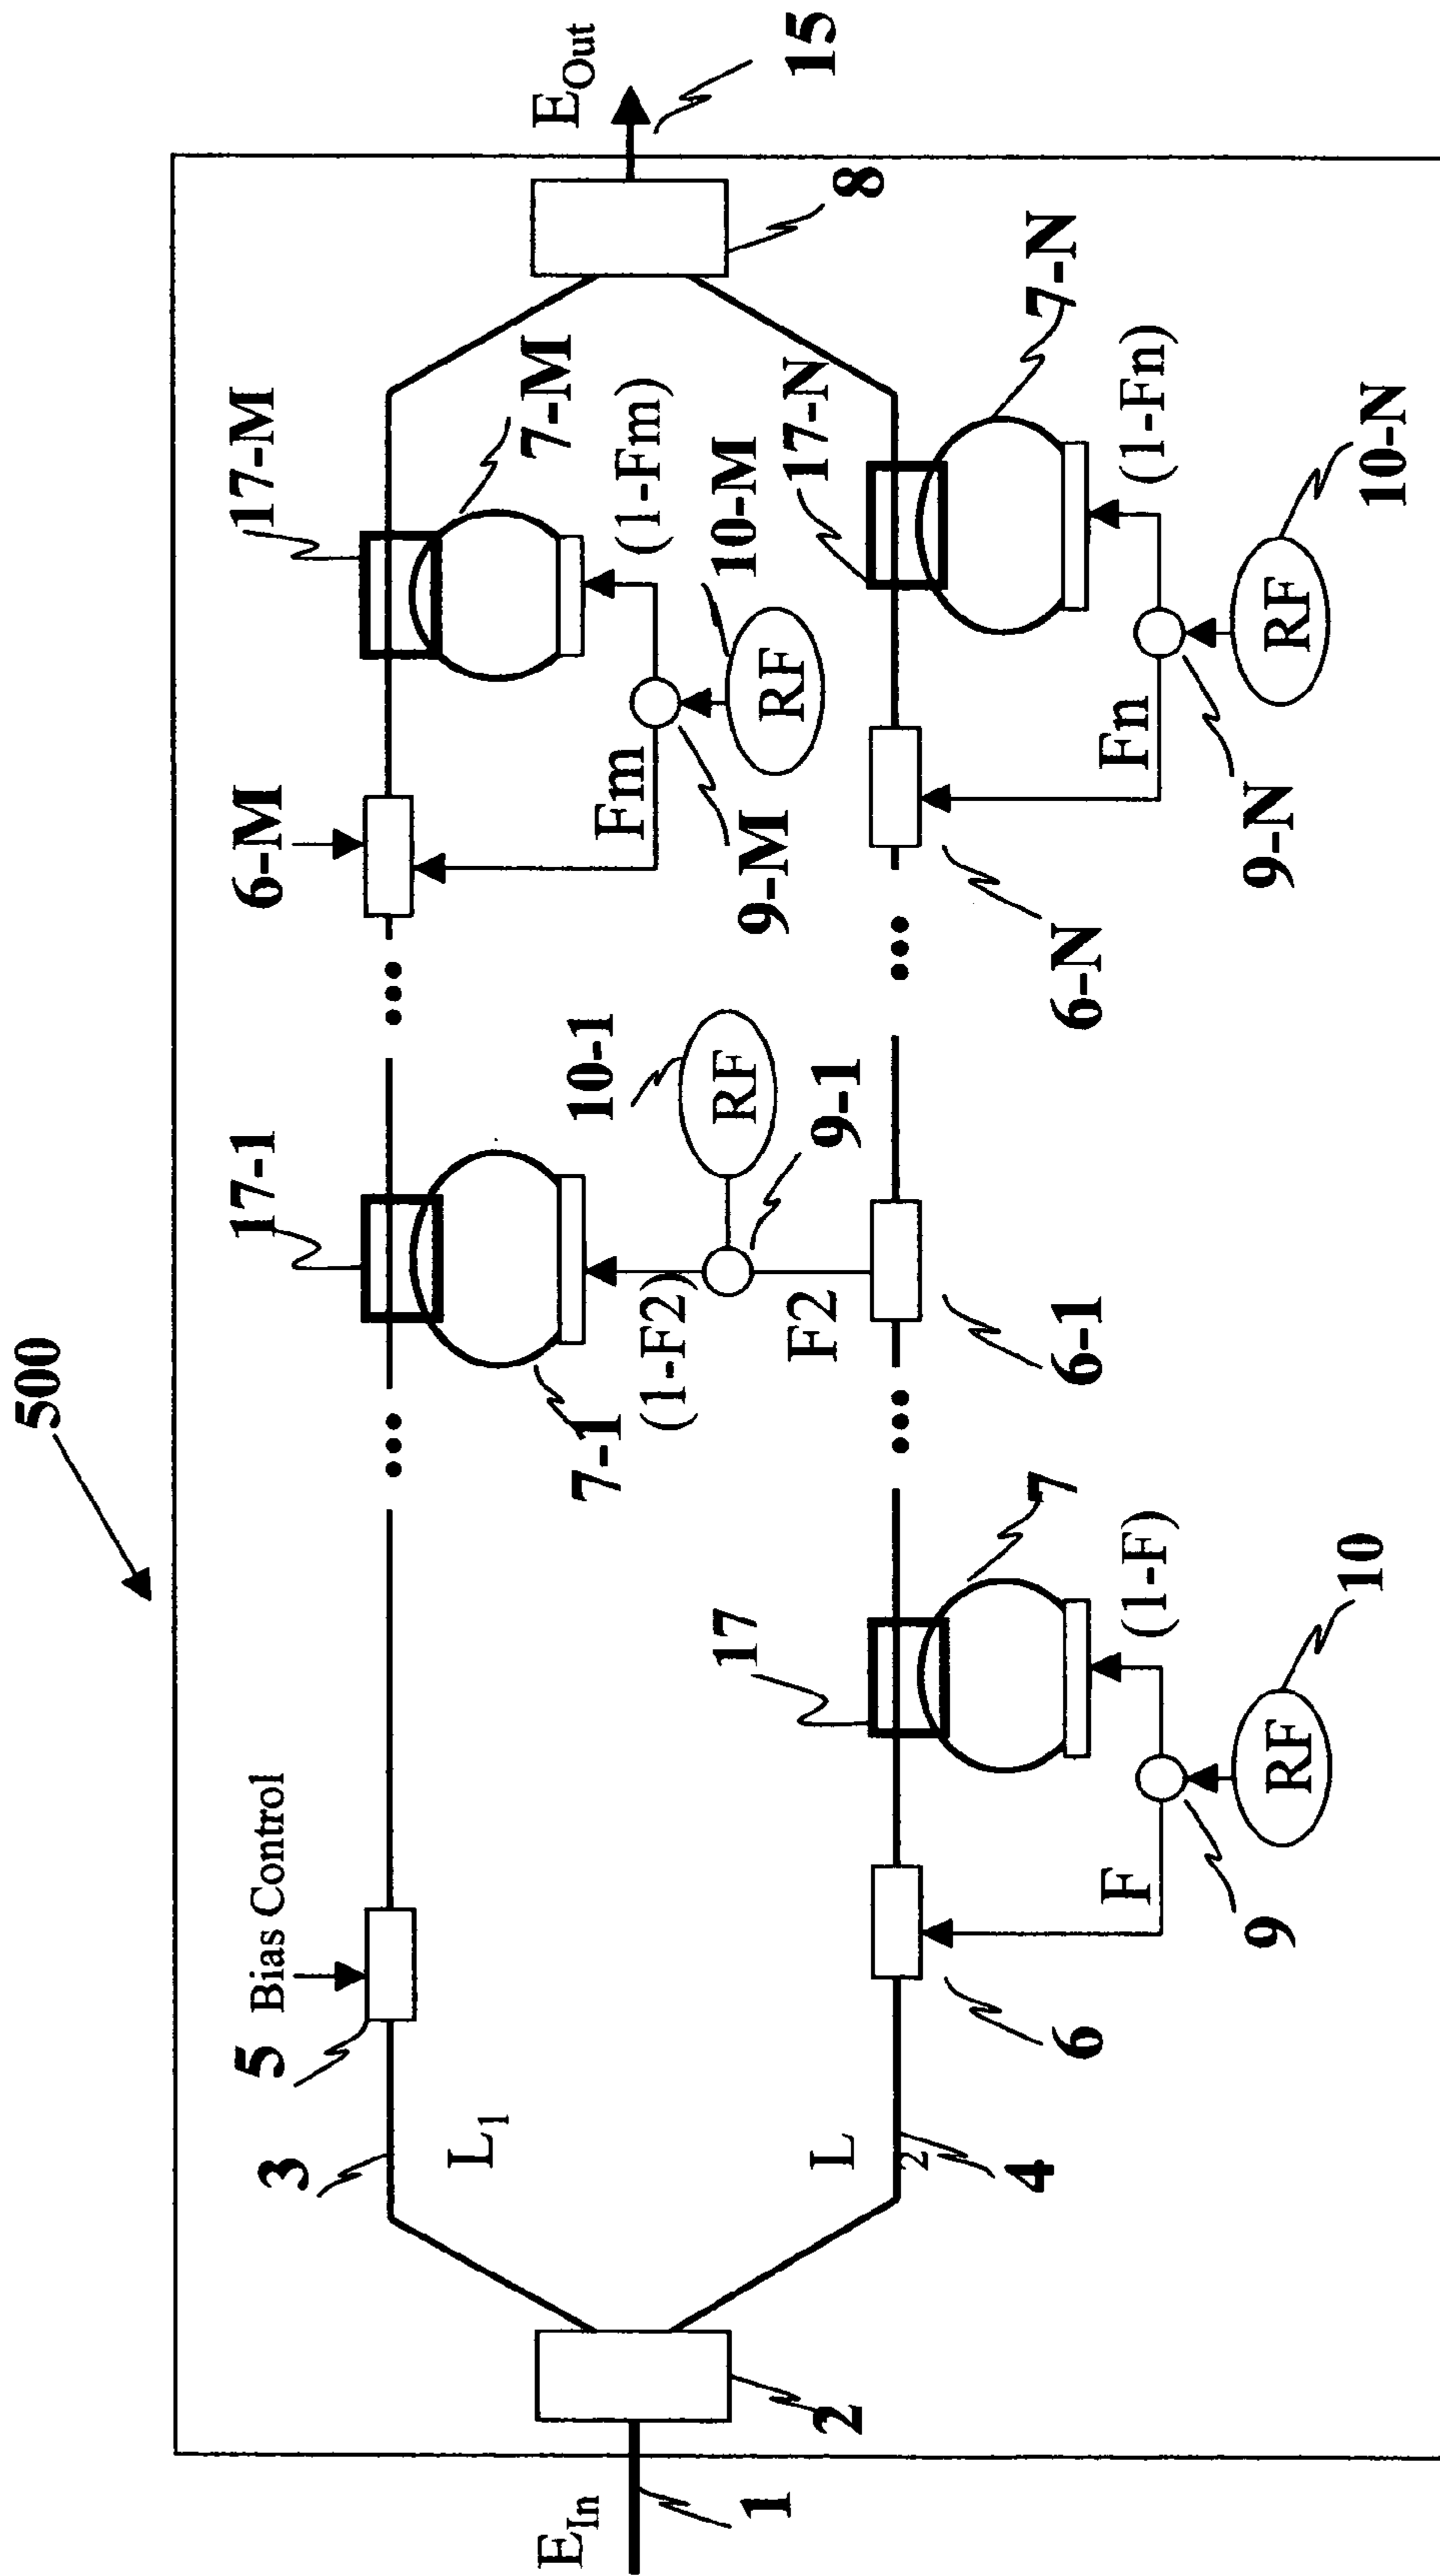 500
E_In
1
2
3
L_1
L_2
4
5
Bias Control
6
F
9
RF
10
(1-F)
7
17
17-1
7-1
(1-F2)
F2
9-1
RF
10-1
6-1
6-M
17-M
7-M
(1-Fm)
Fm
9-M
RF
10-M
6-N
17-N
7-N
(1-Fn)
Fn
9-N
RF
10-N
8
E_Out
15